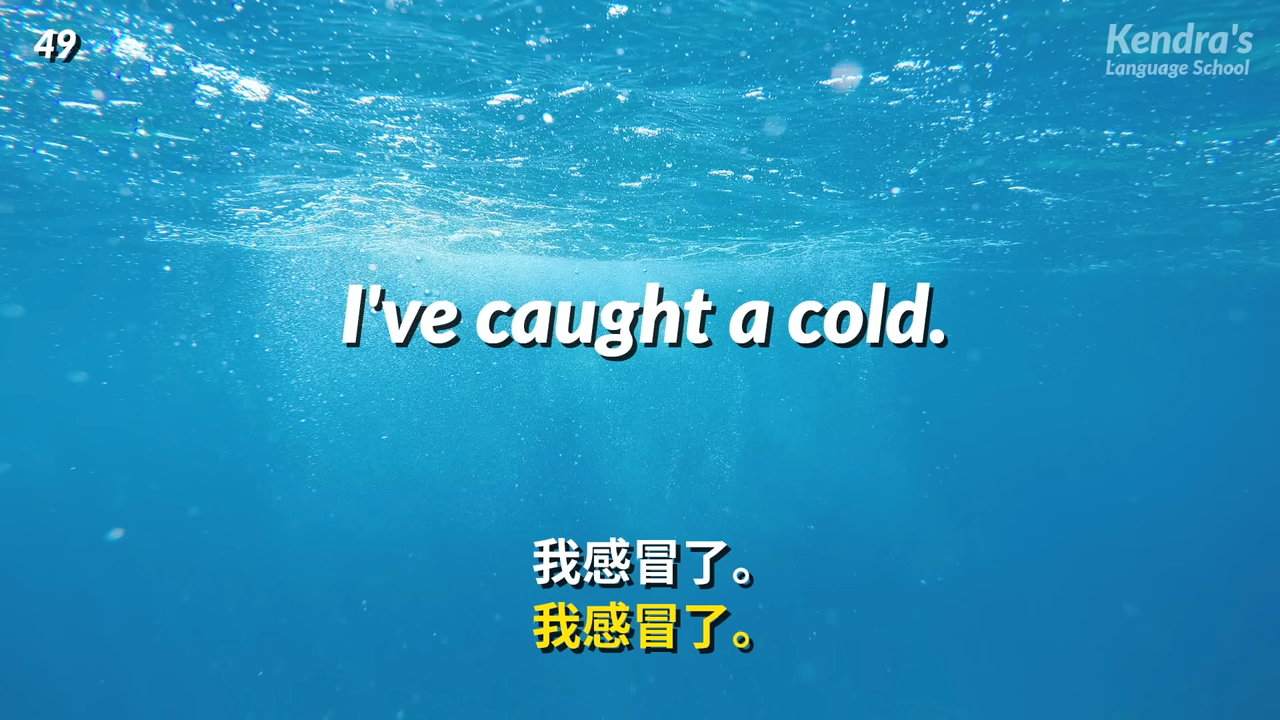 49
Kendra's
Language School
I've caught a cold.
我感冒了。
我感冒了。